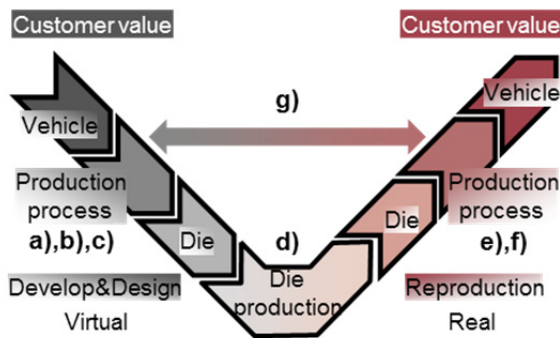 Customer value
Customer value
g)
Vehicle
Vehicle
Production
process
a),b),c)
Production
process
e),f)
Die
d)
Die
Die
production
Develop&Design
Virtual
Reproduction
Real